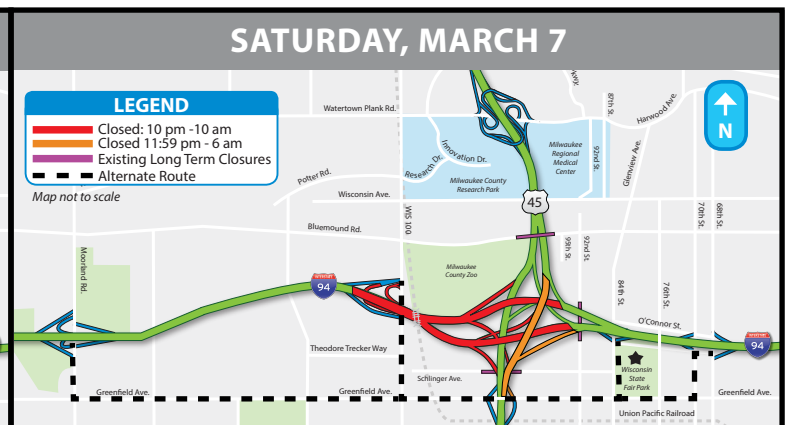 SATURDAY, MARCH 7
LEGEND
Closed: 10 pm -10 am
Closed 11:59 pm - 6 am
Existing Long Term Closures
Alternate Route
Map not to scale
N
Watertown Plank Rd.
87th St.
Harwood Ave.
Innovation Dr.
Research Dr.
Milwaukee
Regional
Medical
Center
92nd St.
Glenview Ave.
Potter Rd.
Milwaukee County
Research Park
Wisconsin Ave.
45
70th St.
68th St.
WIS 100
Bluemound Rd.
93th St.
92nd St.
Moorland Rd.
Milwaukee
County Zoo
84th St.
76th St.
94
O'Connor St.
94
Theodore Trecker Way
Schlinger Ave.
Wisconsin
State
Fair Park
Greenfield Ave.
Greenfield Ave.
Greenfield Ave.
Union Pacific Railroad